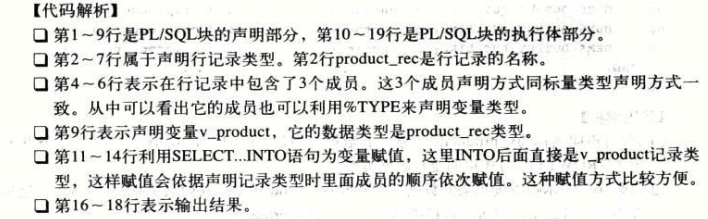 【代码解析】
❑ 第1～9行是PL/SQL块的声明部分，第10～19行是PL/SQL块的执行体部分。
❑ 第2～7行属于声明行记录类型。第2行product_rec是行记录的名称。
❑ 第4～6行表示在行记录中包含了3个成员。这3个成员声明方式同标量类型声明方式一
致。从中可以看出它的成员也可以利用%TYPE来声明变量类型。
❑ 第9行表示声明变量v_product，它的数据类型是product_rec类型。
❑ 第11～14行利用SELECT...INTO语句为变量赋值，这里INTO后面直接是v_product记录类
型，这样赋值会依据声明记录类型时里面成员的顺序依次赋值。这种赋值方式比较方便。
❑ 第16～18行表示输出结果。